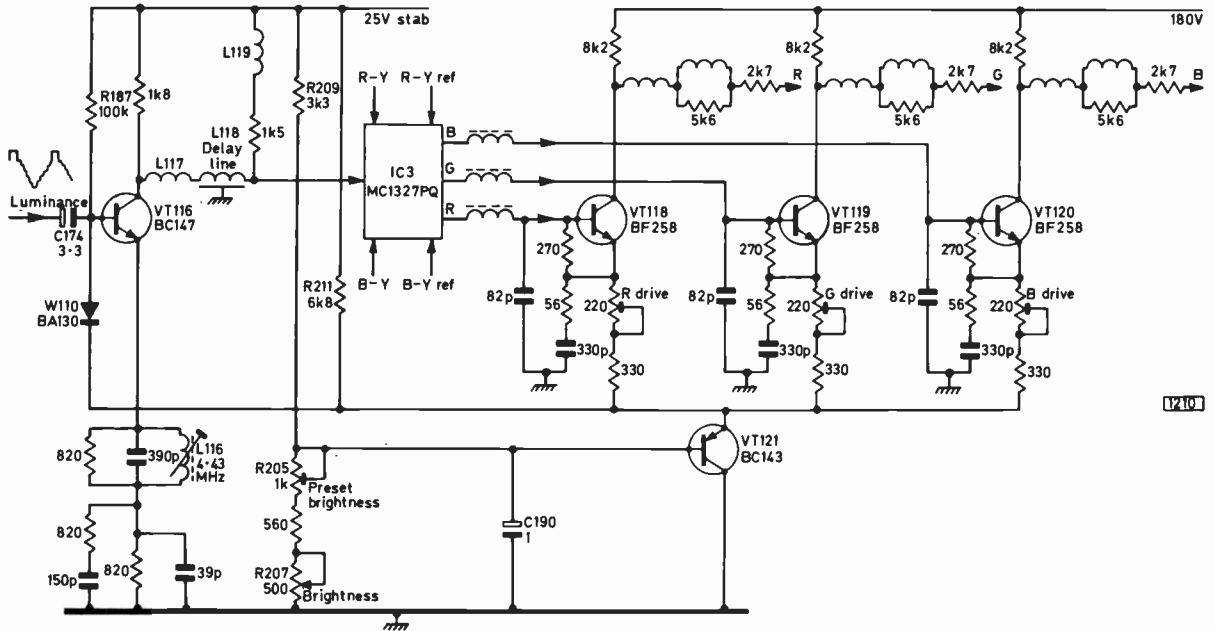 25V stab
180V
L119
8k2
8k2
8k2
R-Y
R-Y ref
2k7
R
2k7
G
2k7
B
R187
100k
1k8
R209
3k3
5k6
5k6
5k6
L118
Delay
line
1k5
B
L117
IC3
MC1327PQ
G
Luminance
VT116
BC147
R
VT118
BF258
VT119
BF258
VT120
BF258
C174
3·3
270
270
270
B-Y
B-Y ref
R211
6k8
W110
BA130
82p
56
220
R drive
82p
56
220
G drive
82p
56
220
B drive
330p
330
330p
330
330p
330
1210
820
390p
L116
4·43
MHz
R205
1k
Preset
brightness
VT121
BC143
820
560
C190
1
150p
820
39p
R207
500
Brightness